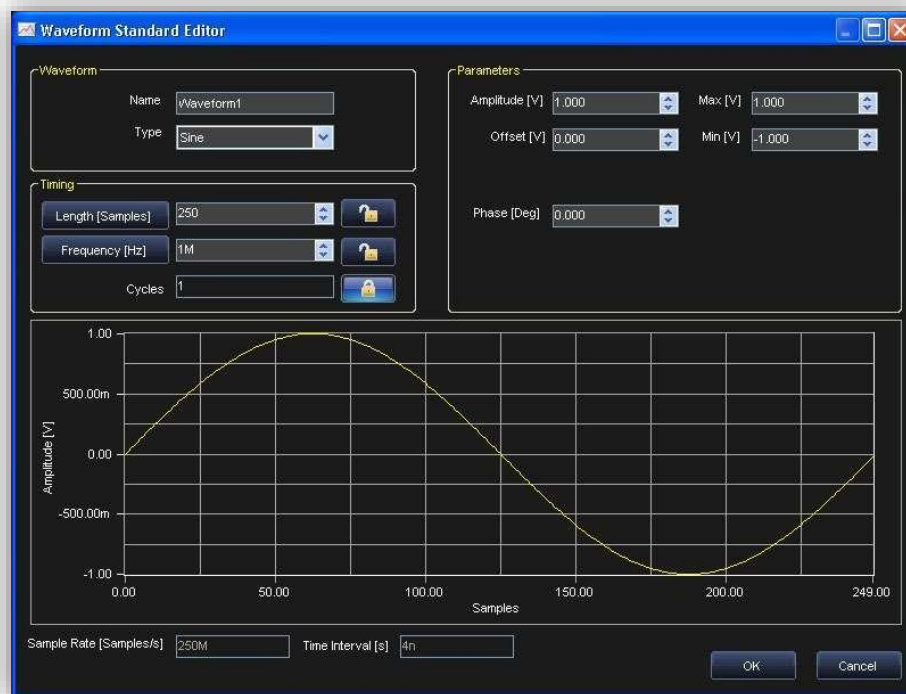 Waveform Standard Editor
Waveform
Name Waveform1
Type Sine
Timing
Length [Samples] 250
Frequency [Hz] 1M
Cycles 1
Parameters
Amplitude [V] 1.000 Max [V] 1.000
Offset [V] 0.000 Min [V] -1.000
Phase [Deg] 0.000
Amplitude [V]
1.00
500.00m
0.00
-500.00m
-1.00
0.00 50.00 100.00 150.00 200.00 249.00
Samples
Sample Rate [Samples/s] 250M Time Interval [s] 4n
OK Cancel